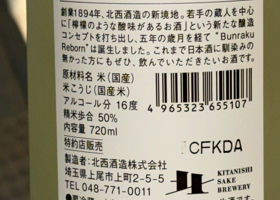 創業1894年、北西酒造の新境地。若手の蔵人を中心
に「檸檬のような酸味があるお酒」という新たな醸造
コンセプトを打ち出し、五年の歳月を経て“Bunraku
Reborn”は誕生しました。これまで日本酒に馴染みの
無かった方にもぜひ、飲んでいただきたいお酒です。
原材料名 米(国産)
米こうじ(国産米)
アルコール分 16度
精米歩合 50%
内容量 720ml
特約店販売
4 965323 655107
CFKDA
製造者:北西酒造株式会社
埼玉県上尾市上町2-5-5
TEL 048-771-0011
KITANISHI
SAKE
BREWERY